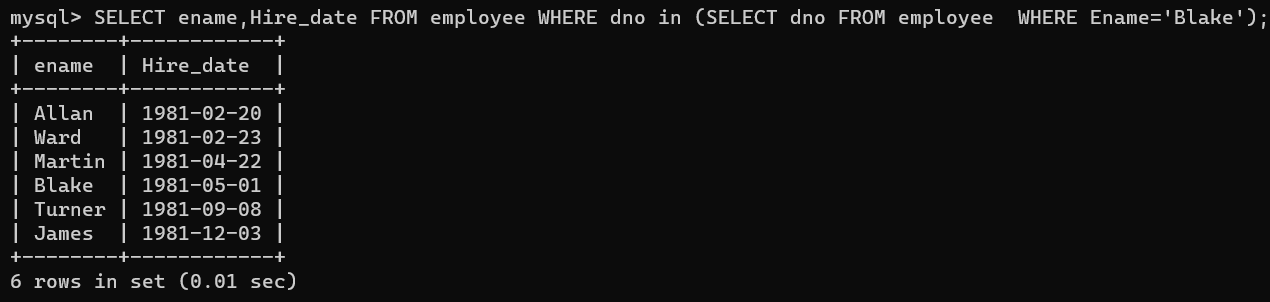 mysql> SELECT ename,Hire_date FROM employee WHERE dno in (SELECT dno FROM employee  WHERE Ename='Blake');
+--------+------------+
| ename  | Hire_date  |
+--------+------------+
| Allan  | 1981-02-20 |
| Ward   | 1981-02-23 |
| Martin | 1981-04-22 |
| Blake  | 1981-05-01 |
| Turner | 1981-09-08 |
| James  | 1981-12-03 |
+--------+------------+
6 rows in set (0.01 sec)